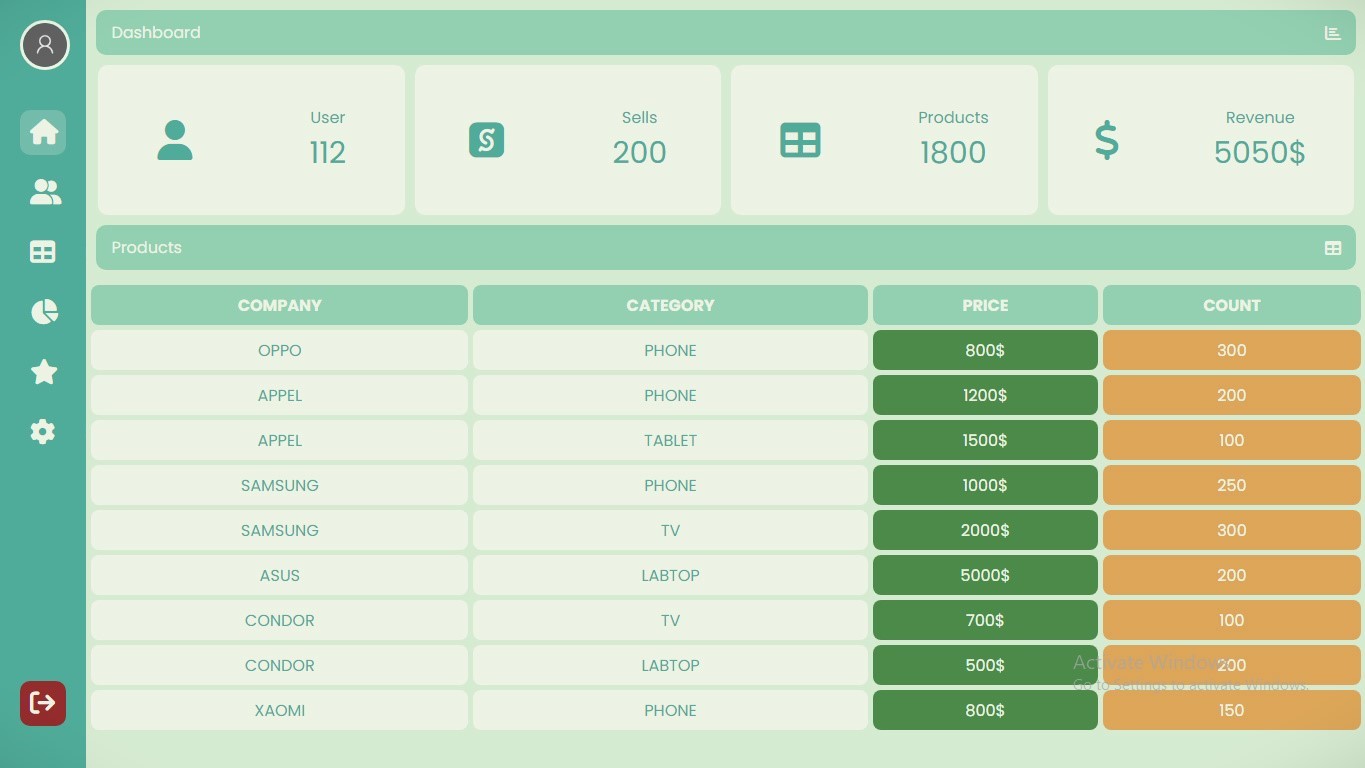 Dashboard
User
112
Sells
200
Products
1800
Revenue
5050$
Products
COMPANY CATEGORY PRICE COUNT
OPPO PHONE 800$ 300
APPEL PHONE 1200$ 200
APPEL TABLET 1500$ 100
SAMSUNG PHONE 1000$ 250
SAMSUNG TV 2000$ 300
ASUS LABTOP 5000$ 200
CONDOR TV 700$ 100
CONDOR LABTOP 500$ 200
Activate Windows
Go to Settings to activate Windows.
XAOMI PHONE 800$ 150